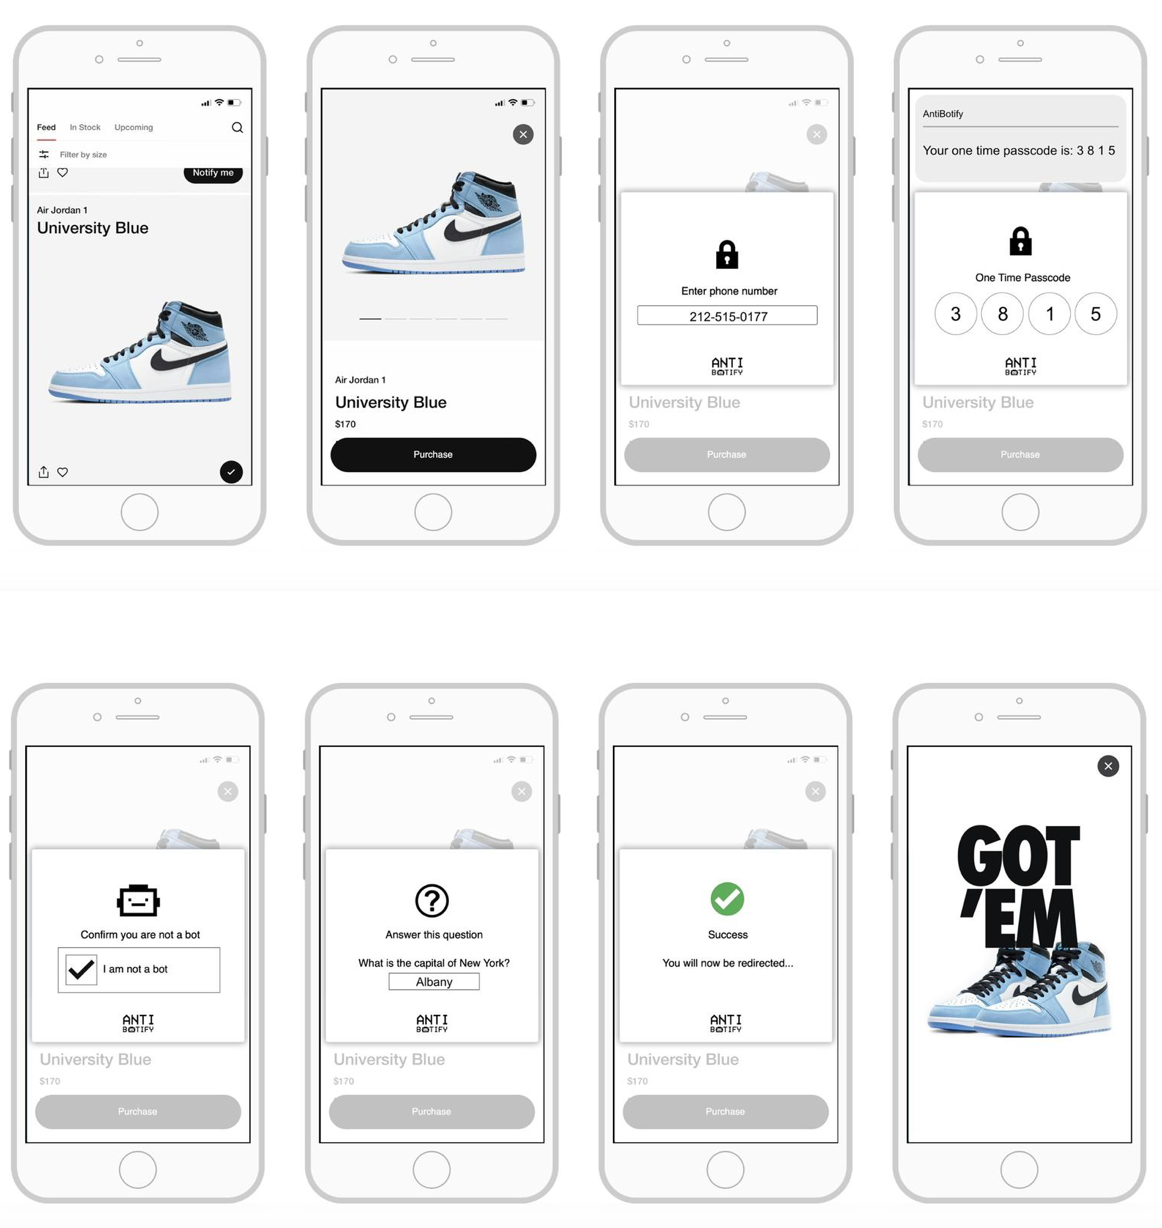 Feed In Stock Upcoming
Filter by size
Notify me
Air Jordan 1
University Blue
Air Jordan 1
University Blue
$170
Purchase
Enter phone number
212-515-0177
ANTI
BOTIFY
University Blue
$170
Purchase
AntiBotify
Your one time passcode is: 3 8 1 5
One Time Passcode
3 8 1 5
ANTI
BOTIFY
University Blue
$170
Purchase
Confirm you are not a bot
I am not a bot
ANTI
BOTIFY
University Blue
$170
Purchase
Answer this question
What is the capital of New York?
Albany
ANTI
BOTIFY
University Blue
$170
Purchase
Success
You will now be redirected...
ANTI
BOTIFY
University Blue
$170
Purchase
GOT
'EM